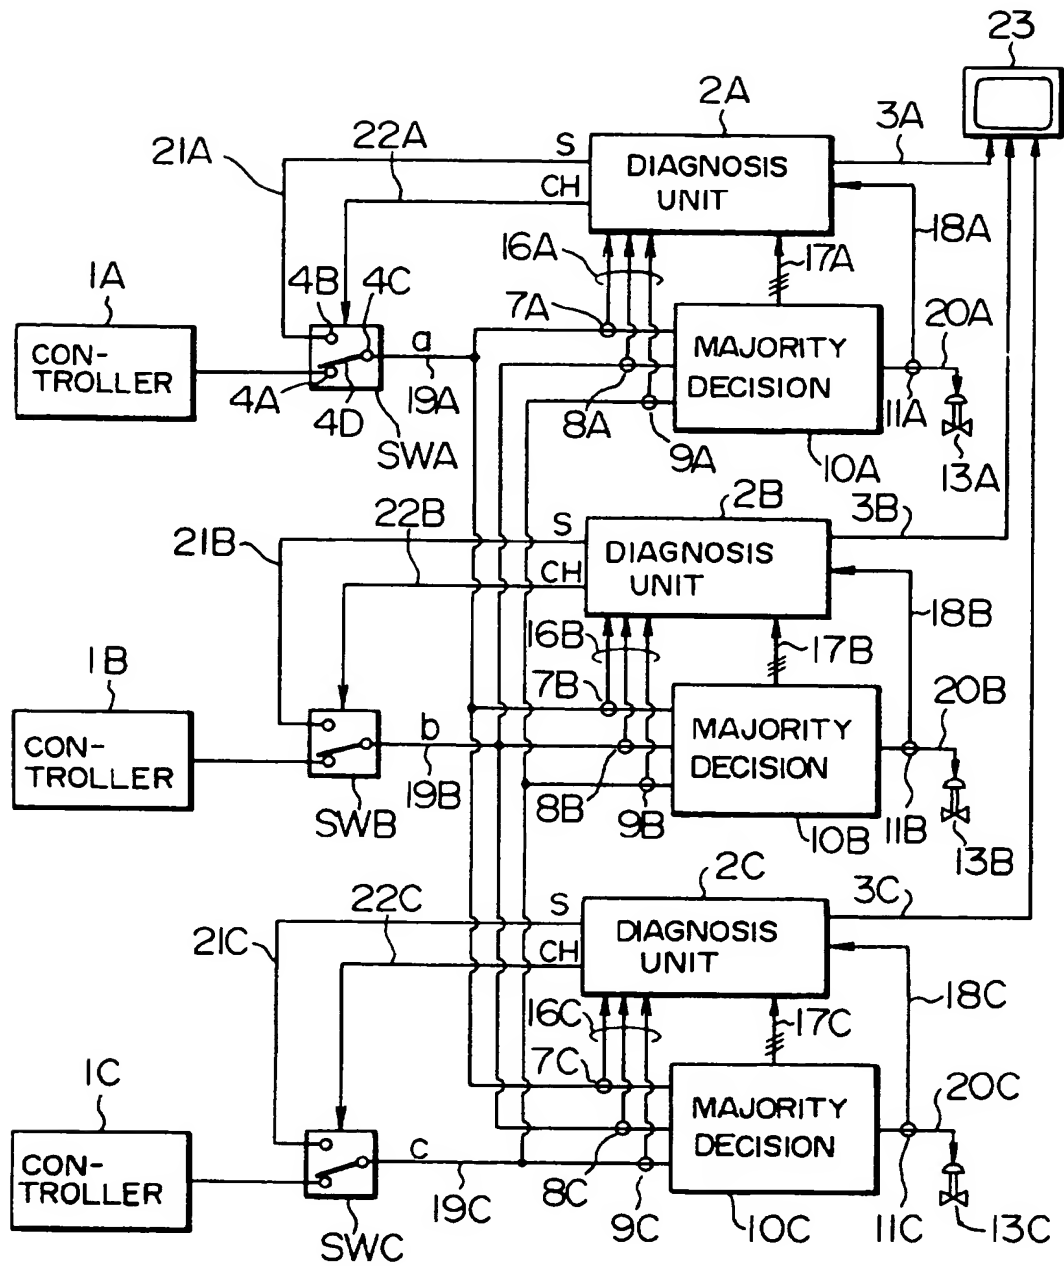 23
2A
3A
22A
21A
S
DIAGNOSIS
UNIT
CH
18A
16A
17A
1A
4B
4C
7A
20A
CON-
TROLLER
a
MAJORITY
DECISION
4A
4D
19A
8A
11A
SWA
9A
10A
13A
2B
3B
22B
21B
S
DIAGNOSIS
UNIT
CH
18B
16B
17B
1B
7B
20B
CON-
TROLLER
b
MAJORITY
DECISION
19B
8B
9B
11B
SWB
10B
13B
2C
3C
22C
21C
S
DIAGNOSIS
UNIT
CH
18C
16C
17C
1C
7C
20C
CON-
TROLLER
c
MAJORITY
DECISION
19C
8C
9C
10C
11C
13C
SWC